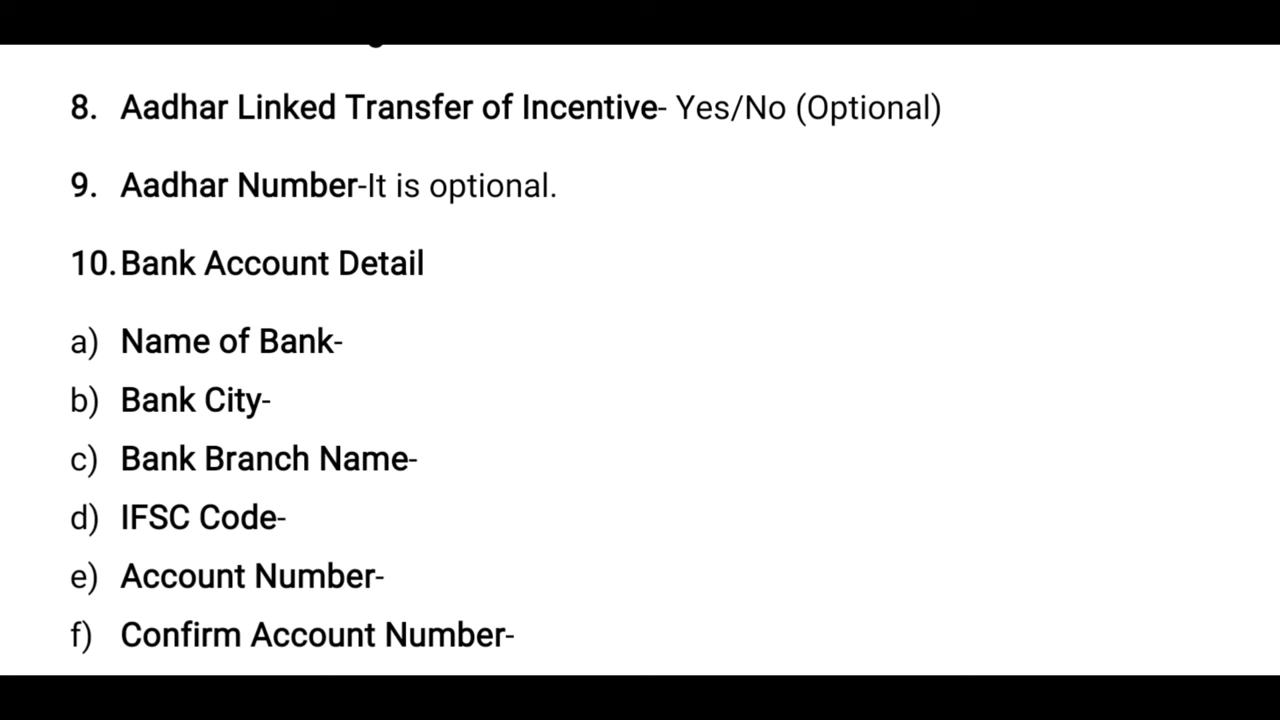 8. Aadhar Linked Transfer of Incentive- Yes/No (Optional)
9. Aadhar Number-It is optional.
10. Bank Account Detail
a) Name of Bank-
b) Bank City-
c) Bank Branch Name-
d) IFSC Code-
e) Account Number-
f) Confirm Account Number-